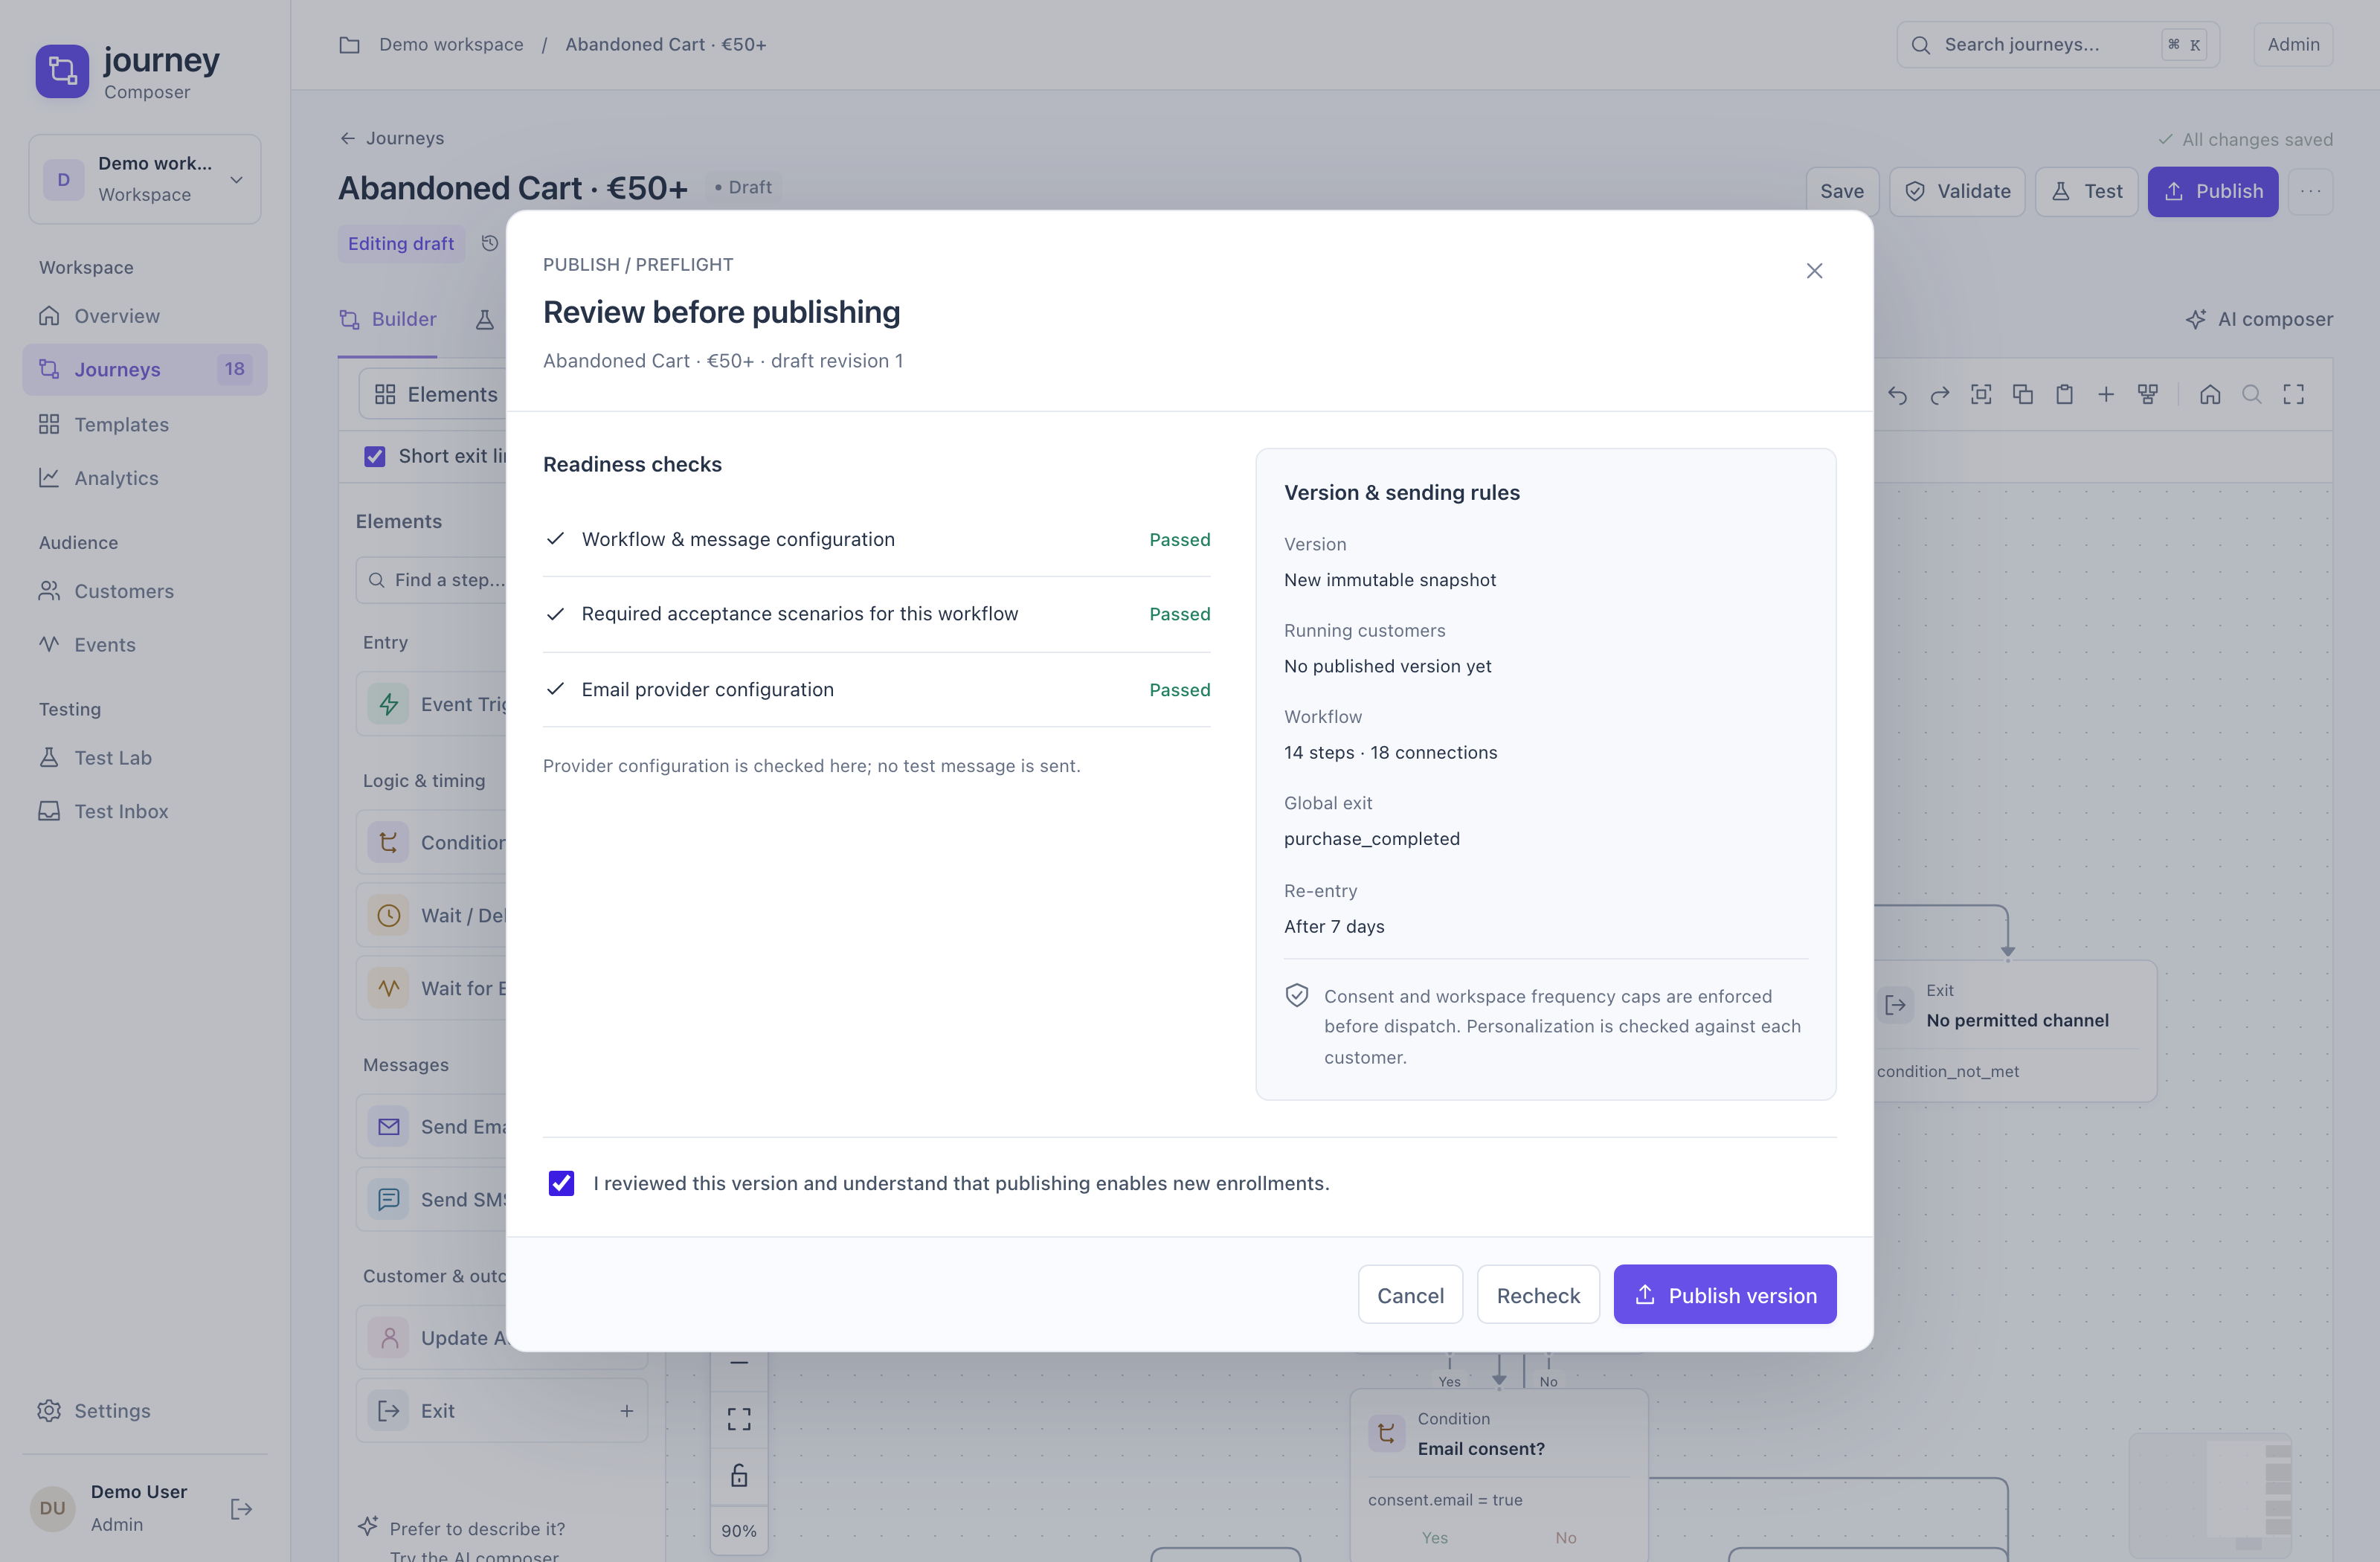 journey
Composer
D
Demo work...
Workspace
Workspace
Overview
Journeys
18
Templates
Analytics
Audience
Customers
Events
Testing
Test Lab
Test Inbox
Settings
DU
Demo User
Admin
Demo workspace / Abandoned Cart · €50+
Search journeys...
⌘ K
Admin
← Journeys
All changes saved
Abandoned Cart · €50+
• Draft
Save
Validate
Test
Publish
...
Editing draft
Builder
AI composer
Elements
Short exit
Elements
Find a step...
Entry
Event
Logic & timing
Condition
Wait /
Wait for
Messages
Send
Send
Customer &
Update
Exit
+
Prefer to describe it?
Try the AI composer
PUBLISH / PREFLIGHT
Review before publishing
Abandoned Cart · €50+ · draft revision 1
Readiness checks
Workflow & message configuration
Passed
Required acceptance scenarios for this workflow
Passed
Email provider configuration
Passed
Provider configuration is checked here; no test message is sent.
Version & sending rules
Version
New immutable snapshot
Running customers
No published version yet
Workflow
14 steps · 18 connections
Global exit
purchase_completed
Re-entry
After 7 days
Consent and workspace frequency caps are enforced
before dispatch. Personalization is checked against each
customer.
I reviewed this version and understand that publishing enables new enrollments.
Cancel
Recheck
Publish version
Exit
No permitted channel
condition_not_met
Yes
No
Condition
Email consent?
consent.email = true
Yes
No
90%